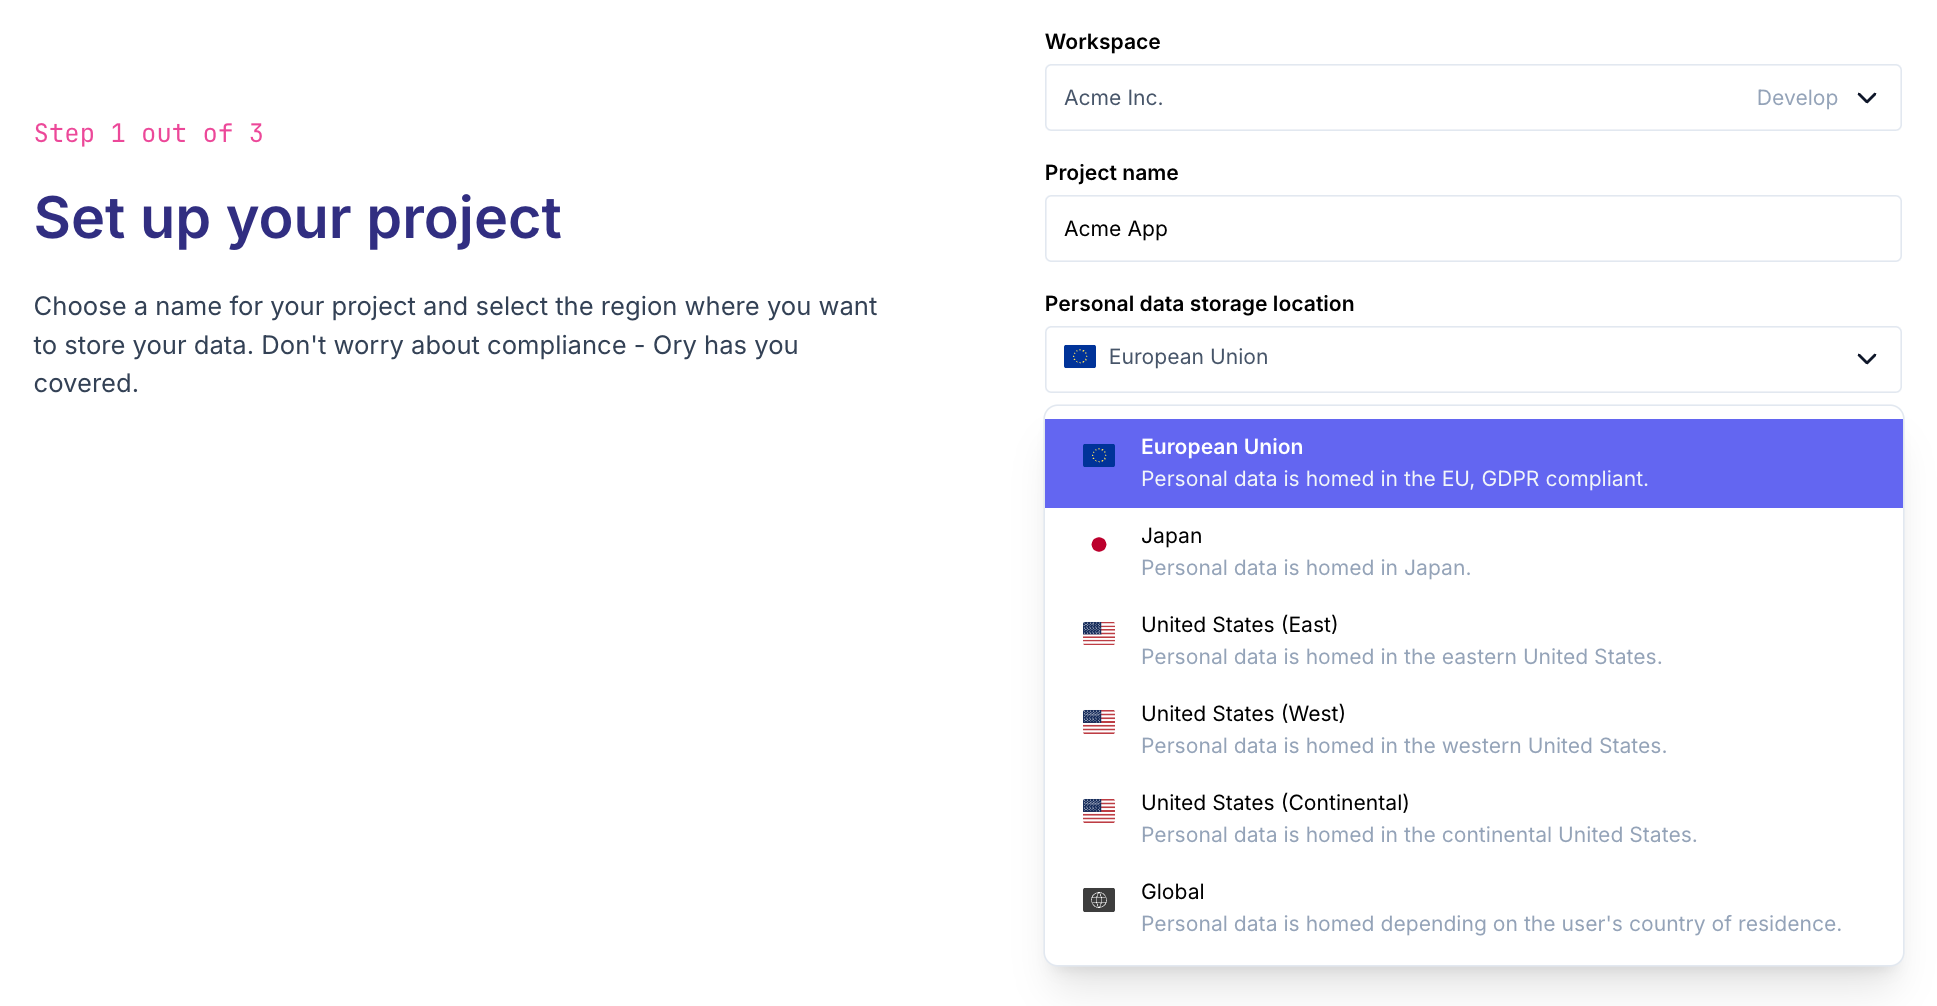 Step 1 out of 3
Set up your project
Choose a name for your project and select the region where you want
to store your data. Don't worry about compliance - Ory has you
covered.
Workspace
Acme Inc. Develop
Project name
Acme App
Personal data storage location
European Union
European Union
Personal data is homed in the EU, GDPR compliant.
Japan
Personal data is homed in Japan.
United States (East)
Personal data is homed in the eastern United States.
United States (West)
Personal data is homed in the western United States.
United States (Continental)
Personal data is homed in the continental United States.
Global
Personal data is homed depending on the user's country of residence.